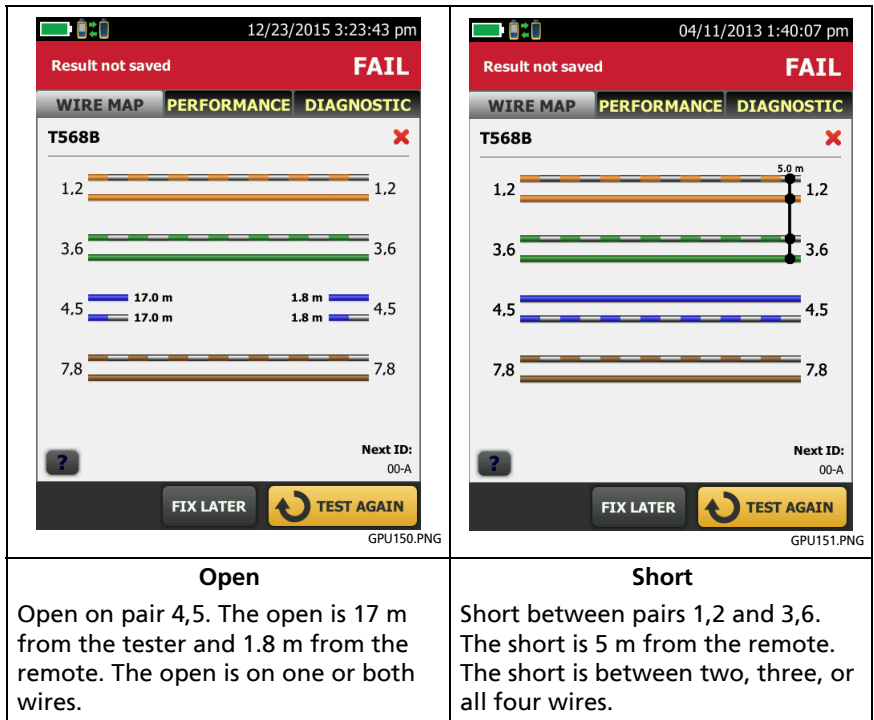 12/23/2015 3:23:43 pm
Result not saved FAIL
WIRE MAP PERFORMANCE DIAGNOSTIC
T568B
1,2 1,2
3,6 3,6
4,5 17.0 m 1.8 m 4,5
17.0 m 1.8 m
7,8 7,8
? Next ID:
00-A
FIX LATER TEST AGAIN
GPU150.PNG
Open
Open on pair 4,5. The open is 17 m
from the tester and 1.8 m from the
remote. The open is on one or both
wires.
04/11/2013 1:40:07 pm
Result not saved FAIL
WIRE MAP PERFORMANCE DIAGNOSTIC
T568B
5.0 m
1,2 1,2
3,6 3,6
4,5 4,5
7,8 7,8
? Next ID:
00-A
FIX LATER TEST AGAIN
GPU151.PNG
Short
Short between pairs 1,2 and 3,6.
The short is 5 m from the remote.
The short is between two, three, or
all four wires.